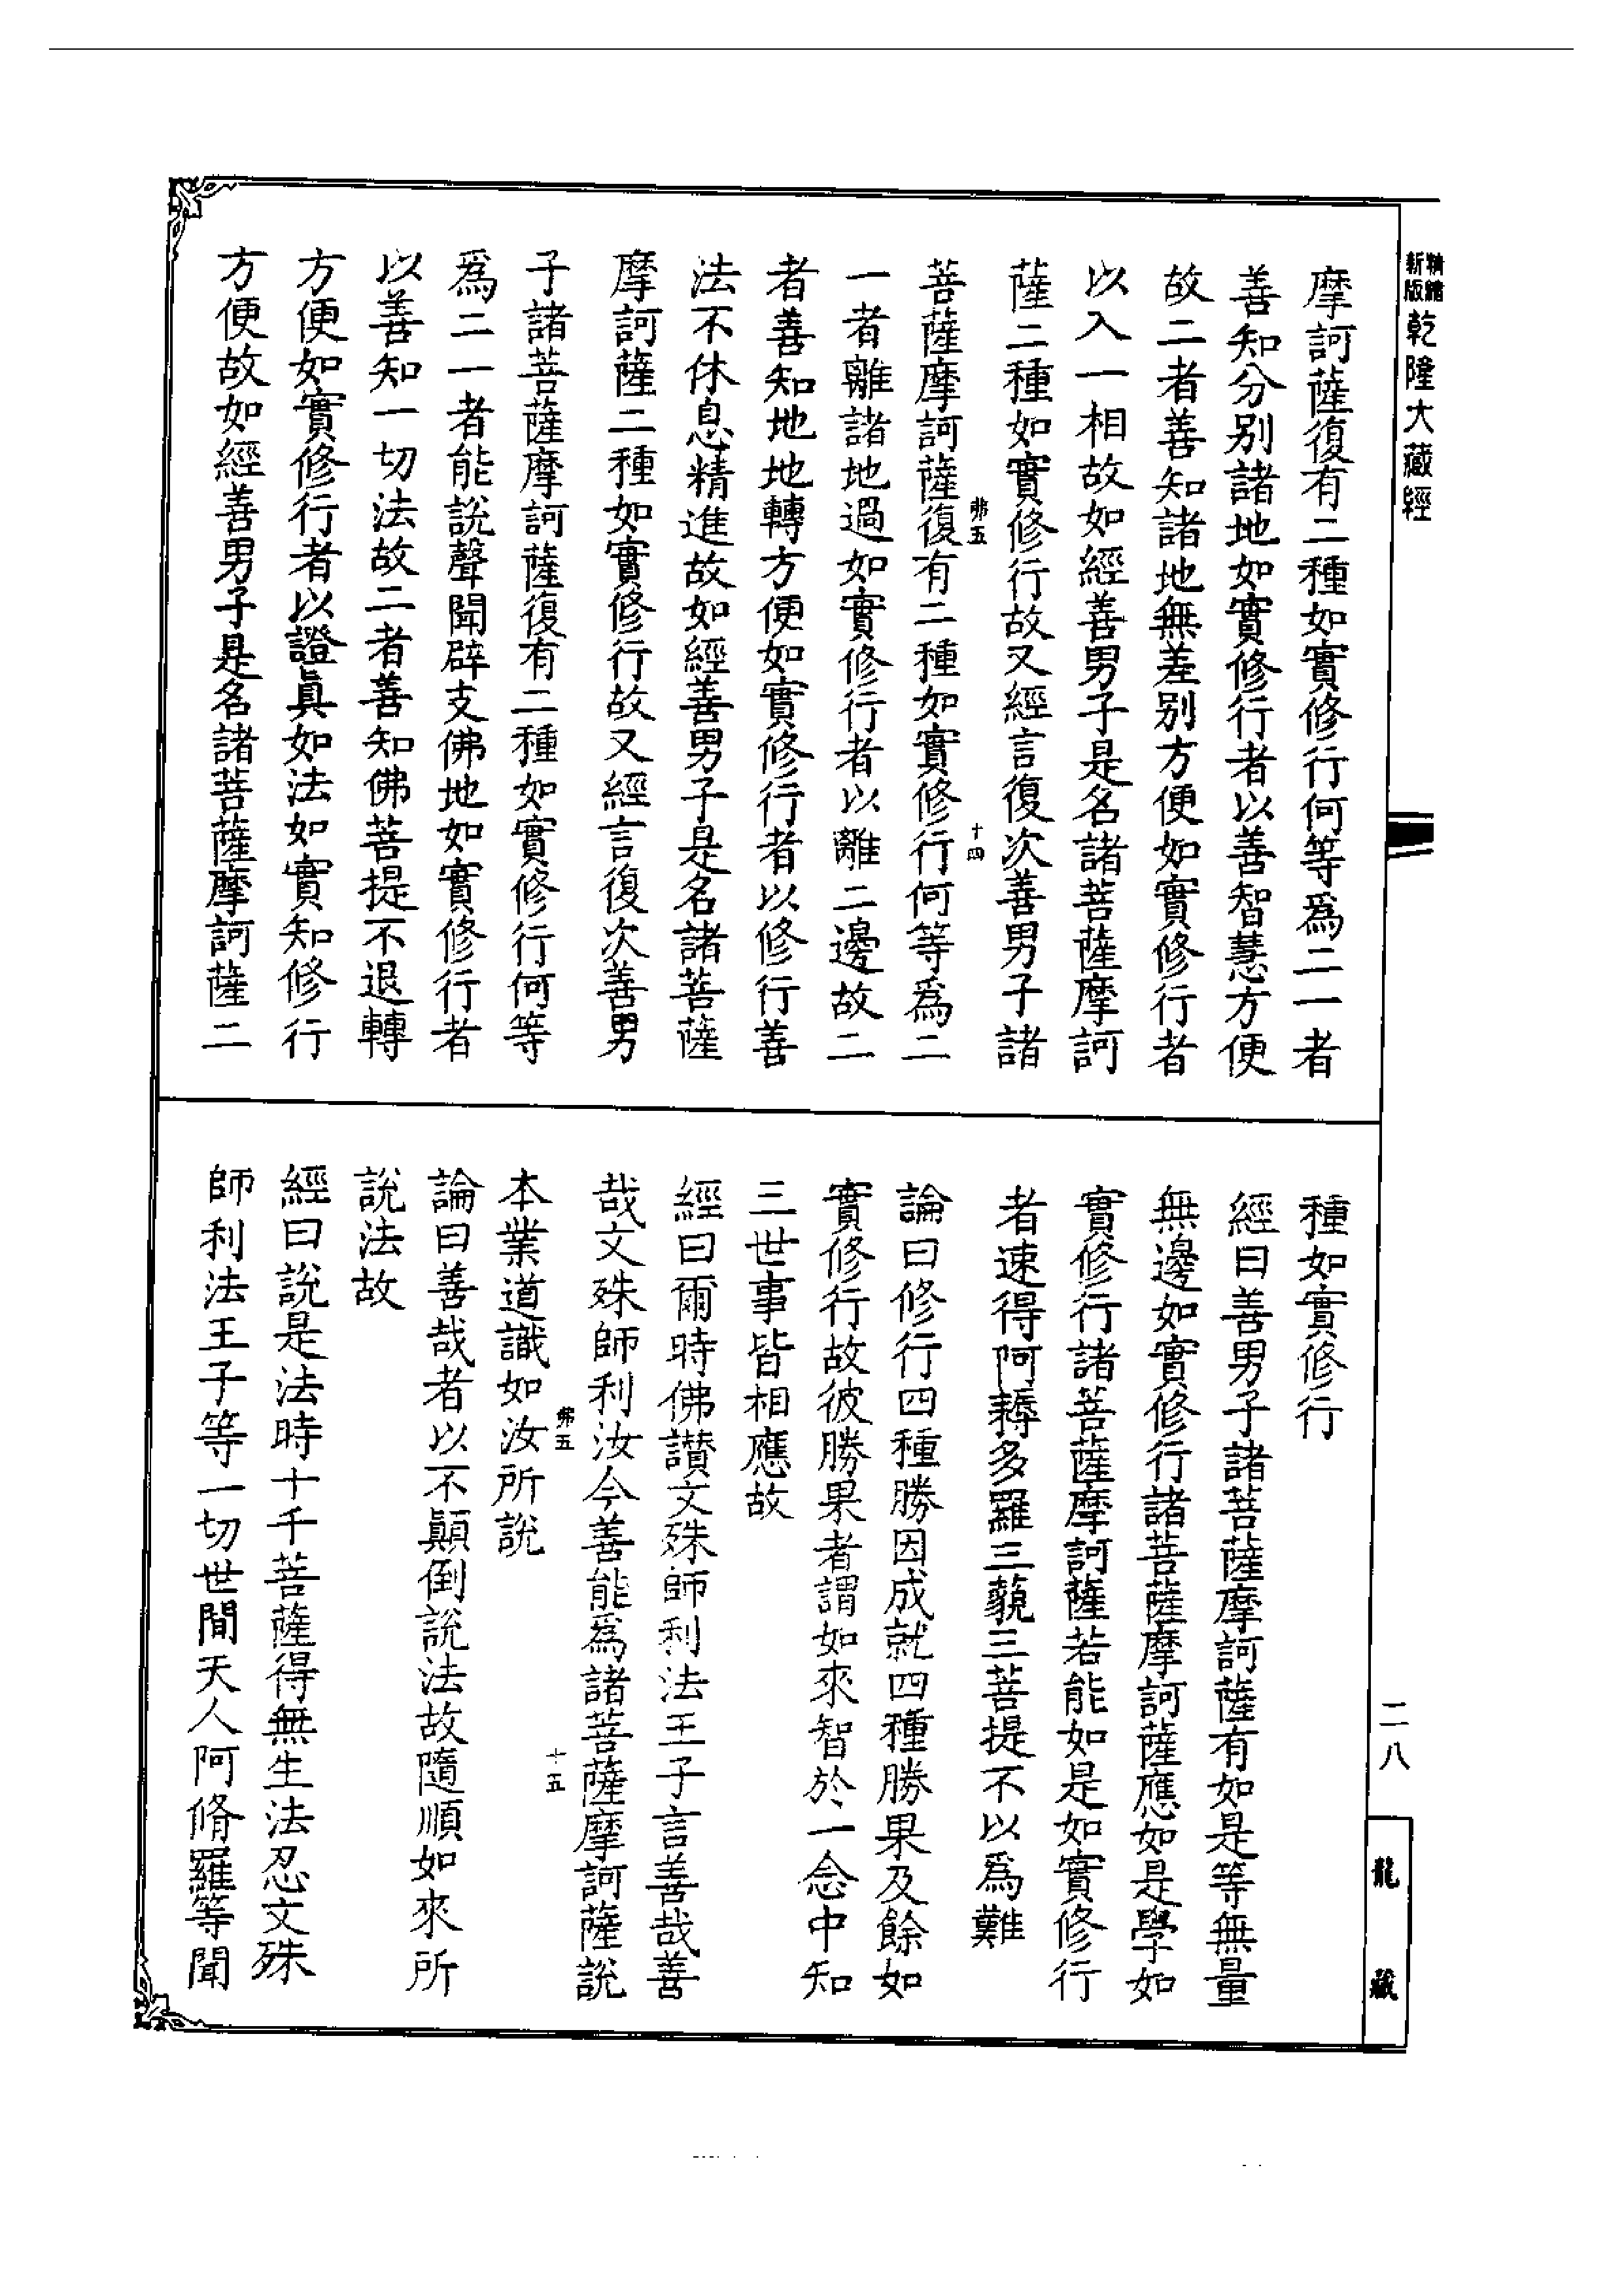 精繕
新版
乾隆大藏經
摩訶薩復有二種如實修行何等為二一者
善知分別諸地如實修行者以善智慧方便
故二者善知諸地無差別方便如實修行者
以入一相故如經善男子是名諸菩薩摩訶
薩二種如實修行故又經言復次善男子諸
菩薩摩訶薩復有二種如實修行何等為二
一者離諸地過如實修行者以離二邊故二
者善知地地轉方便如實修行者以修行善
法不休息精進故如經善男子是名諸菩薩
摩訶薩二種如實修行故又經言復次善男
子諸菩薩摩訶薩復有二種如實修行何等
為二一者能說聲聞辟支佛地如實修行者
以善知一切法故二者善知佛菩提不退轉
方便如實修行者以證真如法如實知修行
方便故如經善男子是名諸菩薩摩訶薩二
弗五
十四
種如實修行
經曰善男子諸菩薩摩訶薩有如是等無量
無邊如實修行諸菩薩摩訶薩應如是學如
實修行諸菩薩摩訶薩若能如是如實修行
者速得阿耨多羅三藐三菩提不以為難
論曰修行四種勝因成就四種勝果及餘如
實修行故彼勝果者謂如來智於一念中知
三世事皆相應故
經曰爾時佛讚文殊師利法王子言善哉善
哉文殊師利汝今善能為諸菩薩摩訶薩說
本業道識如汝所說
論曰善哉者以不顛倒說法故隨順如來所
說法故
經曰說是法時十千菩薩得無生法忍文殊
師利法王子等一切世間天人阿脩羅等聞
弗五
十五
二八
龍藏